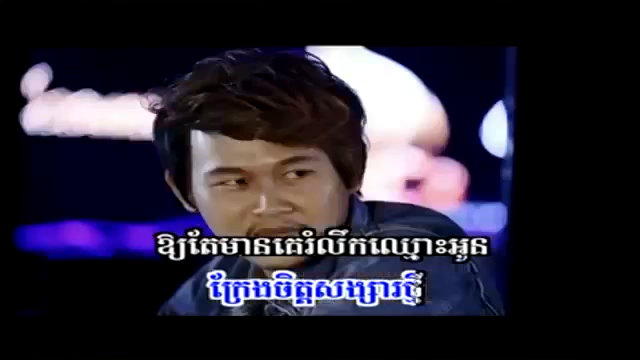 ឱ្យតែមានគេរំលឹកឈ្មោះអូន
ក្រែងចិត្តសង្សារថ្មី